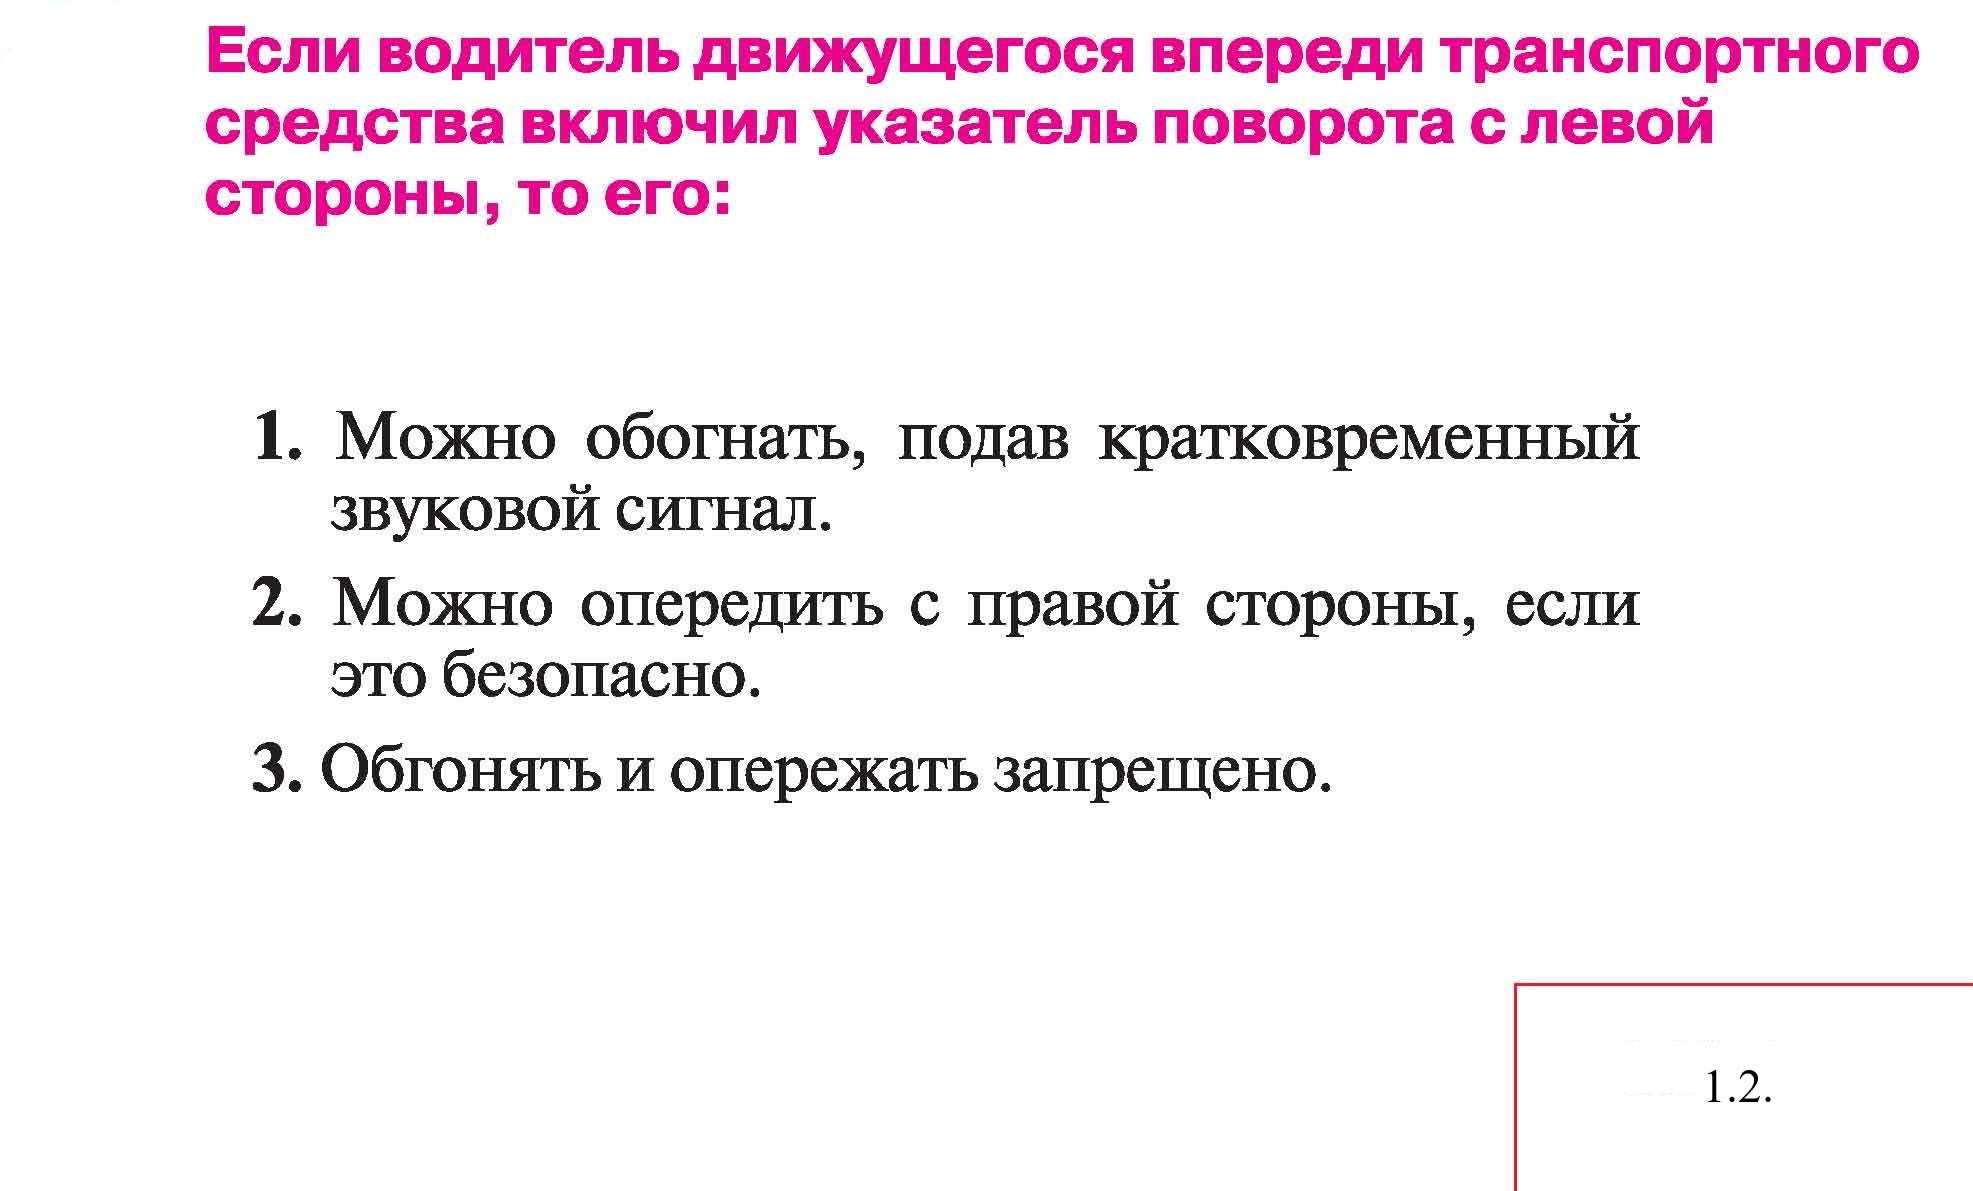 Если водитель движущегося впереди транспортного
средства включил указатель поворота с левой
стороны, то его:
1. Можно обогнать, подав кратковременный
звуковой сигнал.
2. Можно опередить с правой стороны, если
это безопасно.
3. Обгонять и опережать запрещено.
1.2.